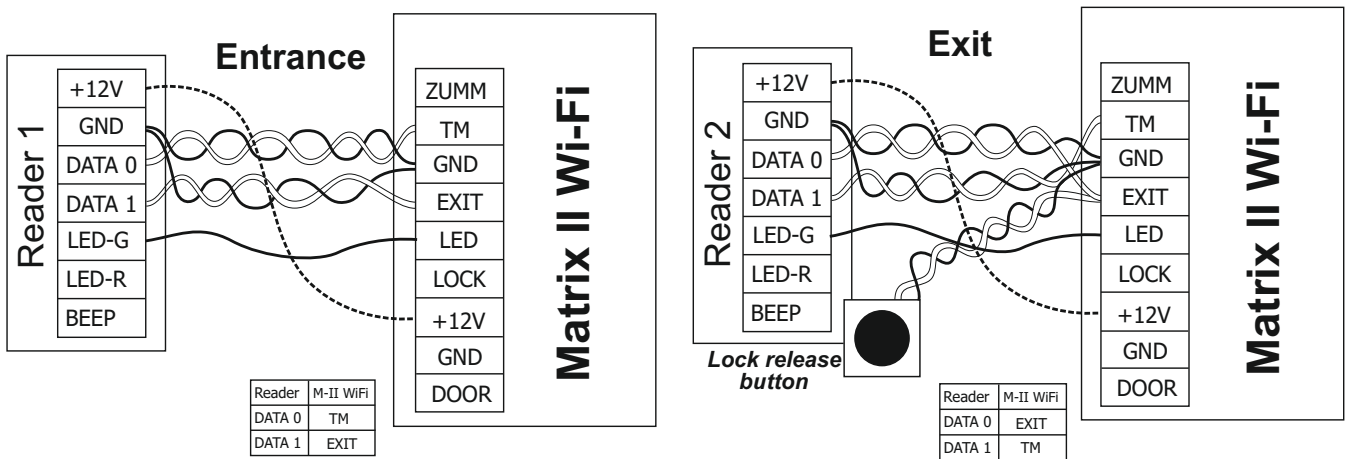 Entrance
Reader 1
+12V
GND
DATA 0
DATA 1
LED-G
LED-R
BEEP
ZUMM
TM
GND
EXIT
LED
LOCK
+12V
GND
DOOR
Matrix II Wi-Fi
Reader M-II WiFi
DATA 0 TM
DATA 1 EXIT
Exit
Reader 2
+12V
GND
DATA 0
DATA 1
LED-G
LED-R
BEEP
Lock release
button
ZUMM
TM
GND
EXIT
LED
LOCK
+12V
GND
DOOR
Matrix II Wi-Fi
Reader M-II WiFi
DATA 0 EXIT
DATA 1 TM